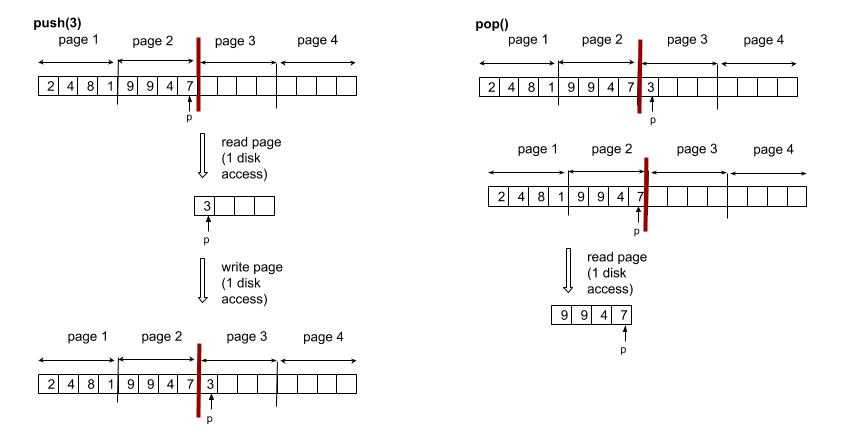 push(3)
page 1 page 2 page 3 page 4
2 4 8 1 9 9 4 7
p
read page
(1 disk
access)
3
p
write page
(1 disk
access)
page 1 page 2 page 3 page 4
2 4 8 1 9 9 4 7 3
p
pop()
page 1 page 2 page 3 page 4
2 4 8 1 9 9 4 7 3
p
page 1 page 2 page 3 page 4
2 4 8 1 9 9 4 7
p
read page
(1 disk
access)
9 9 4 7
p